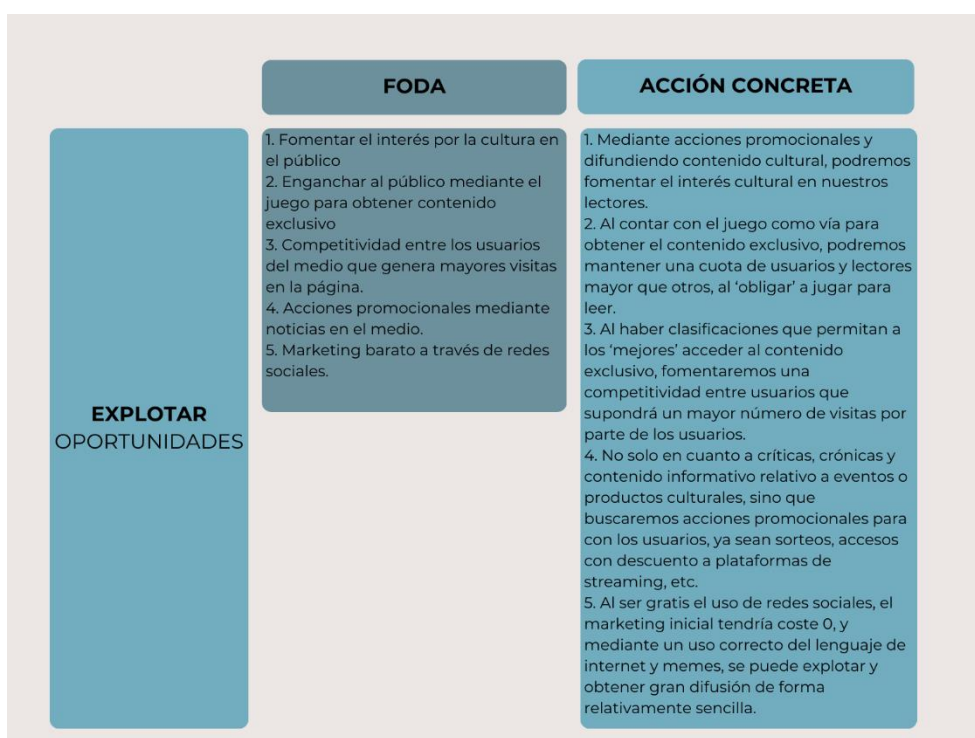 FODA
ACCIÓN CONCRETA
EXPLOTAR
OPORTUNIDADES
1. Fomentar el interés por la cultura en
el público
2. Enganchar al público mediante el
juego para obtener contenido
exclusivo
3. Competitividad entre los usuarios
del medio que genera mayores visitas
en la página.
4. Acciones promocionales mediante
noticias en el medio.
5. Marketing barato a través de redes
sociales.
1. Mediante acciones promocionales y
difundiendo contenido cultural, podremos
fomentar el interés cultural en nuestros
lectores.
2. Al contar con el juego como vía para
obtener el contenido exclusivo, podremos
mantener una cuota de usuarios y lectores
mayor que otros, al ‘obligar’ a jugar para
leer.
3. Al haber clasificaciones que permitan a
los ‘mejores’ acceder al contenido
exclusivo, fomentaremos una
competitividad entre usuarios que
supondrá un mayor número de visitas por
parte de los usuarios.
4. No solo en cuanto a críticas, crónicas y
contenido informativo relativo a eventos o
productos culturales, sino que
buscaremos acciones promocionales para
con los usuarios, ya sean sorteos, accesos
con descuento a plataformas de
streaming, etc.
5. Al ser gratis el uso de redes sociales, el
marketing inicial tendría coste 0, y
mediante un uso correcto del lenguaje de
internet y memes, se puede explotar y
obtener gran difusión de forma
relativamente sencilla.